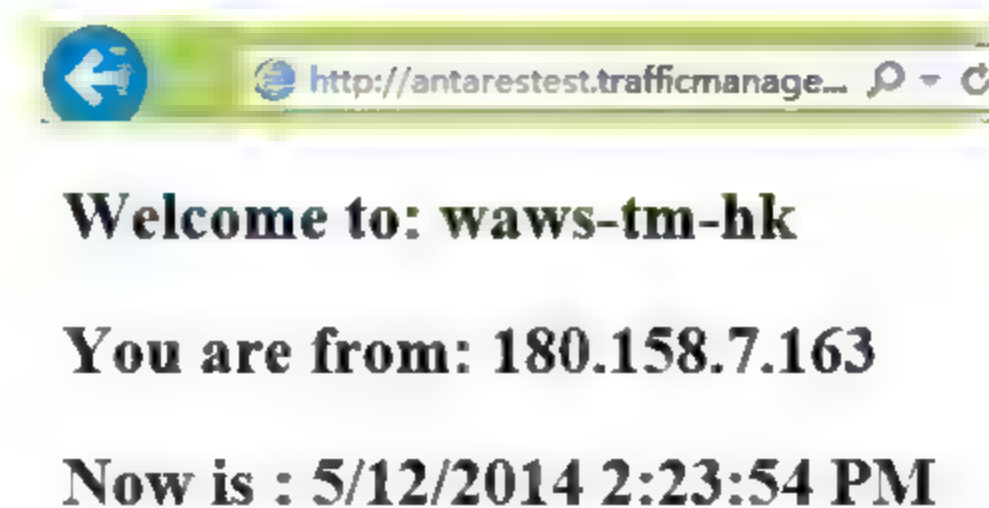 http://antarestest.trafficmanage...
Welcome to: waws-tm-hk
You are from: 180.158.7.163
Now is : 5/12/2014 2:23:54 PM